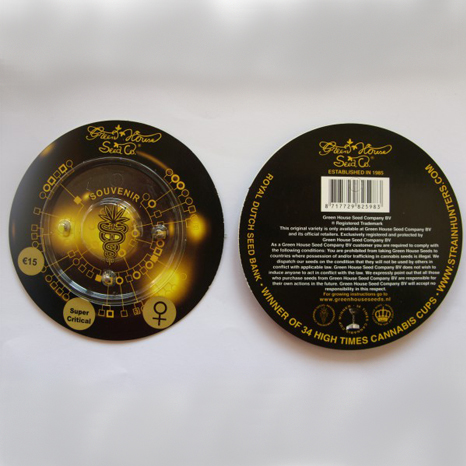 Green House
Seed Co.
SOUVENIR
€15
Super
Critical
Green House
Seed Co.
ESTABLISHED IN 1985
8 717729 825983
Green House Seed Company BV
® Registered Trademark
This original variety is only available at Green House Seed Company BV
and its official retailers. Exclusively registered and protected by
Green House Seed Company BV
As a Green House Seed Company BV customer you are required to comply with
the following conditions: You are prohibited from taking Green House Seeds to
countries where possession of and/or trafficking in cannabis seeds is illegal. We
dispatch our seeds on the condition that they will not be used by others in
conflict with applicable law. Green House Seed Company BV does not wish to
induce anyone to act in conflict with the law. We expressly point out that all those
who purchase seeds from Green House Seed Company BV are responsible for
their own actions in the future. Green House Seed Company BV will accept no
responsibility in this respect.
For growing instructions go to
www.greenhouseseeds.nl
ROYAL DUTCH SEED BANK • WINNER OF 34 HIGH TIMES CANNABIS CUPS • WWW.STRAINHUNTERS.COM